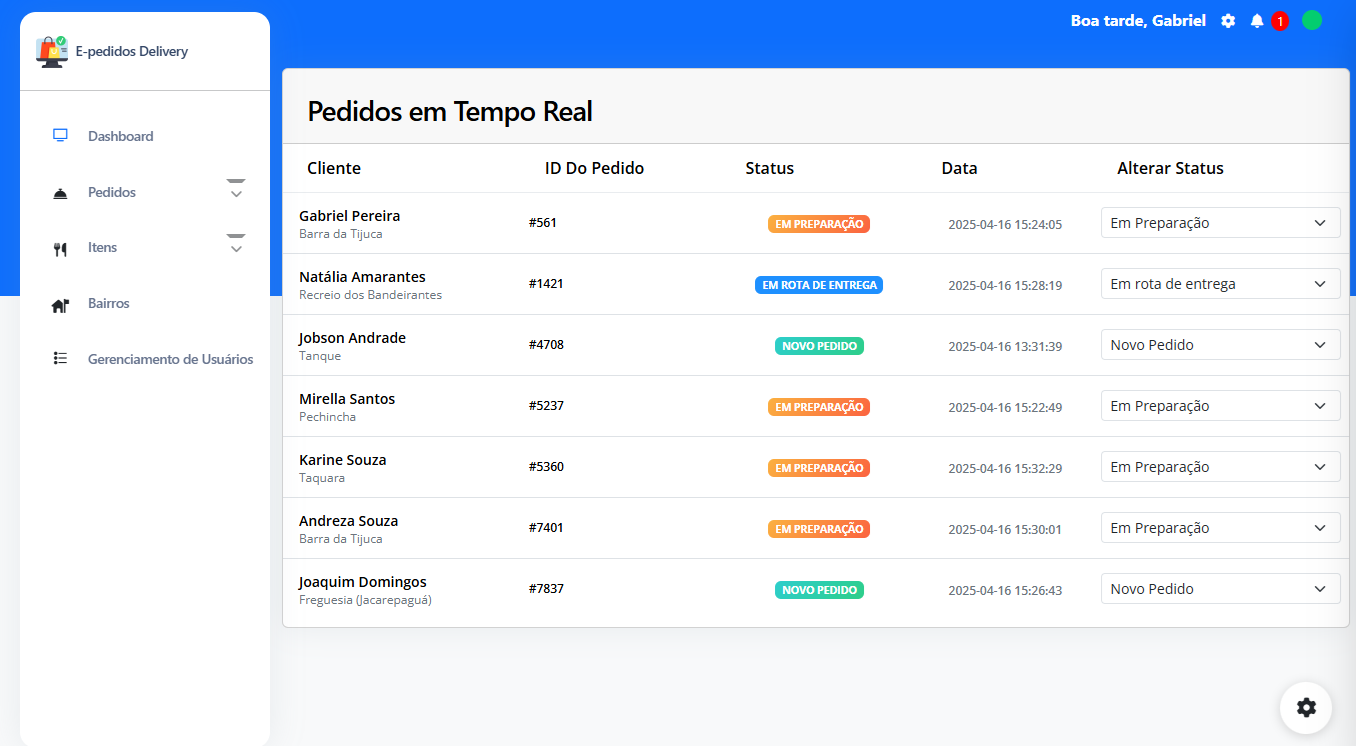 Boa tarde, Gabriel 1
E-pedidos Delivery
Dashboard
Pedidos
Itens
Bairros
Gerenciamento de Usuários
Pedidos em Tempo Real
Cliente ID Do Pedido Status Data Alterar Status
Gabriel Pereira
Barra da Tijuca
#561 EM PREPARAÇÃO 2025-04-16 15:24:05 Em Preparação
Natália Amarantes
Recreio dos Bandeirantes
#1421 EM ROTA DE ENTREGA 2025-04-16 15:28:19 Em rota de entrega
Jobson Andrade
Tanque
#4708 NOVO PEDIDO 2025-04-16 13:31:39 Novo Pedido
Mirella Santos
Pechincha
#5237 EM PREPARAÇÃO 2025-04-16 15:22:49 Em Preparação
Karine Souza
Taquara
#5360 EM PREPARAÇÃO 2025-04-16 15:32:29 Em Preparação
Andreza Souza
Barra da Tijuca
#7401 EM PREPARAÇÃO 2025-04-16 15:30:01 Em Preparação
Joaquim Domingos
Freguesia (Jacarepaguá)
#7837 NOVO PEDIDO 2025-04-16 15:26:43 Novo Pedido